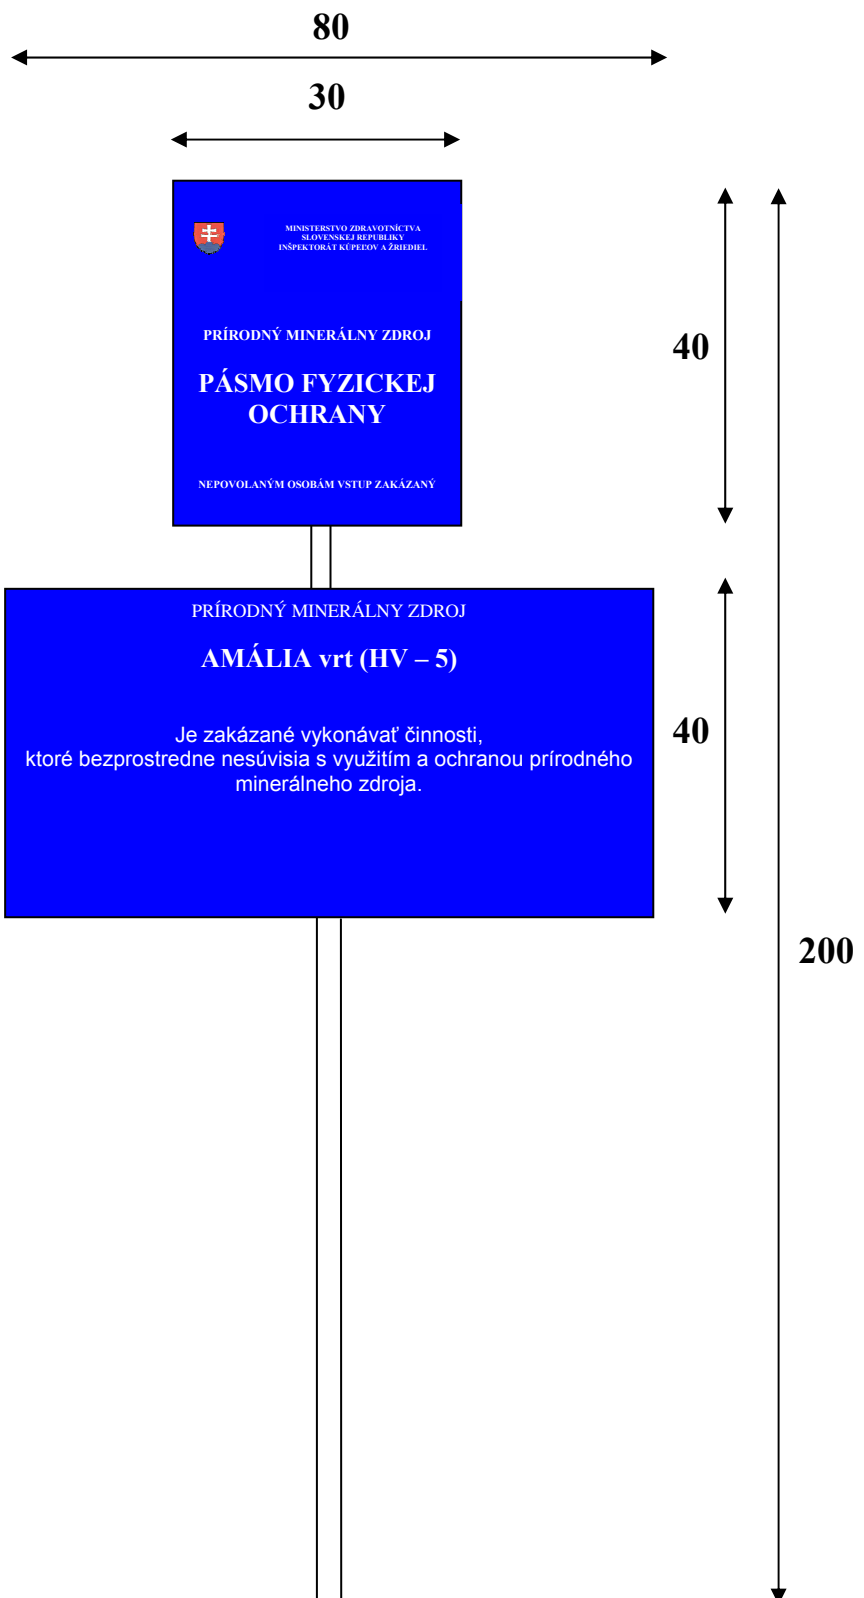 80
30
MINISTERSTVO ZDRAVOTNÍCTVA
SLOVENSKEJ REPUBLIKY
INŠPEKTORÁT KÚPEĽOV A ŽRIEDIEL
PRÍRODNÝ MINERÁLNY ZDROJ
PÁSMO FYZICKEJ
OCHRANY
NEPOVOLANÝM OSOBÁM VSTUP ZAKÁZANÝ
40
PRÍRODNÝ MINERÁLNY ZDROJ
AMÁLIA vrt (HV – 5)
Je zakázané vykonávať činnosti,
ktoré bezprostredne nesúvisia s využitím a ochranou prírodného
minerálneho zdroja.
40
200